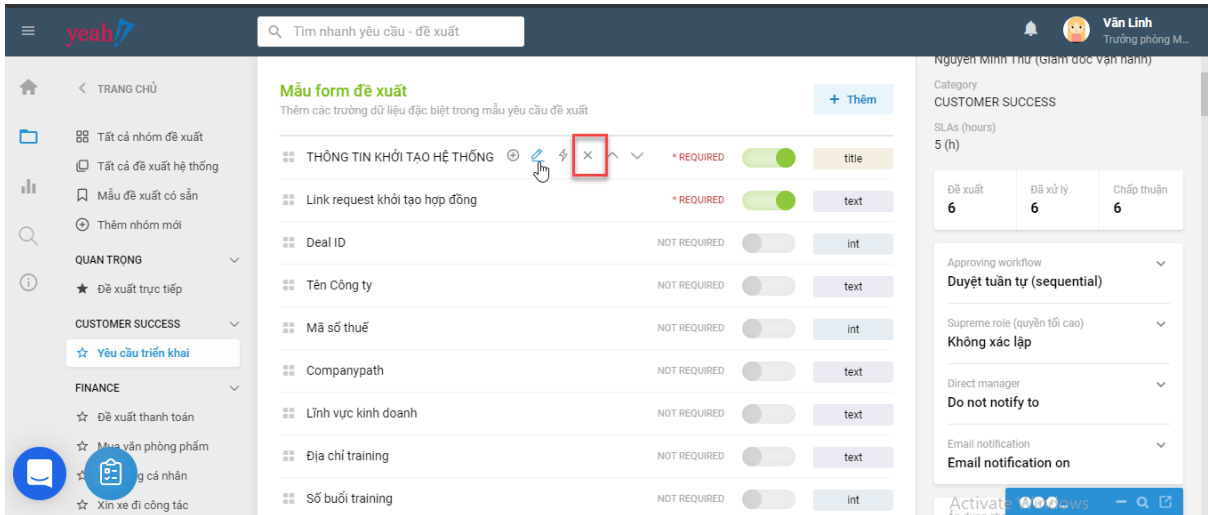 yeah!
Tìm nhanh yêu cầu - đề xuất
Văn Linh
Trưởng phòng M...
TRANG CHỦ
Tất cả nhóm đề xuất
Tất cả đề xuất hệ thống
Mẫu đề xuất có sẵn
Thêm nhóm mới
QUAN TRỌNG
Đề xuất trực tiếp
CUSTOMER SUCCESS
Yêu cầu triển khai
FINANCE
Đề xuất thanh toán
Mua văn phòng phẩm
cá nhân
Xin xe đi công tác
Mẫu form đề xuất
Thêm các trường dữ liệu đặc biệt trong mẫu yêu cầu đề xuất
+ Thêm
THÔNG TIN KHỞI TẠO HỆ THỐNG * REQUIRED title
Link request khởi tạo hợp đồng * REQUIRED text
Deal ID NOT REQUIRED int
Tên Công ty NOT REQUIRED text
Mã số thuế NOT REQUIRED int
Companypath NOT REQUIRED text
Lĩnh vực kinh doanh NOT REQUIRED text
Địa chỉ training NOT REQUIRED text
Số buổi training NOT REQUIRED int
Nguyễn Minh Thư (Giám đốc Vận hành)
Category
CUSTOMER SUCCESS
SLAs (hours)
5 (h)
Đề xuất Đã xử lý Chấp thuận
6 6 6
Approving workflow
Duyệt tuần tự (sequential)
Supreme role (quyền tối cao)
Không xác lập
Direct manager
Do not notify to
Email notification
Email notification on
Activate Windows